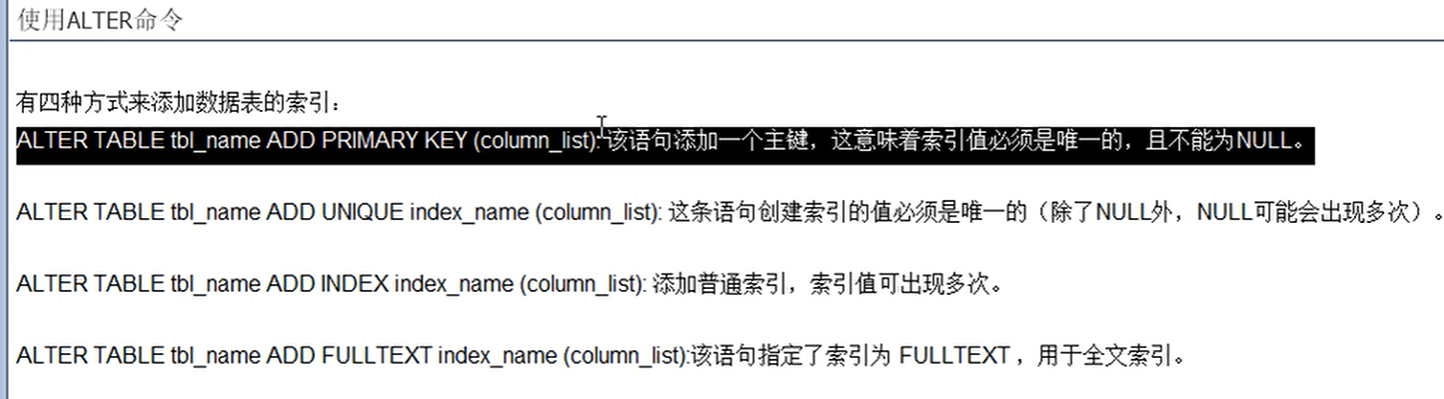 使用ALTER命令
有四种方式来添加数据表的索引：
ALTER TABLE tbl_name ADD PRIMARY KEY (column_list): 该语句添加一个主键，这意味着索引值必须是唯一的，且不能为NULL。
ALTER TABLE tbl_name ADD UNIQUE index_name (column_list): 这条语句创建索引的值必须是唯一的（除了NULL外，NULL可能会出现多次）。
ALTER TABLE tbl_name ADD INDEX index_name (column_list): 添加普通索引，索引值可出现多次。
ALTER TABLE tbl_name ADD FULLTEXT index_name (column_list):该语句指定了索引为 FULLTEXT ，用于全文索引。